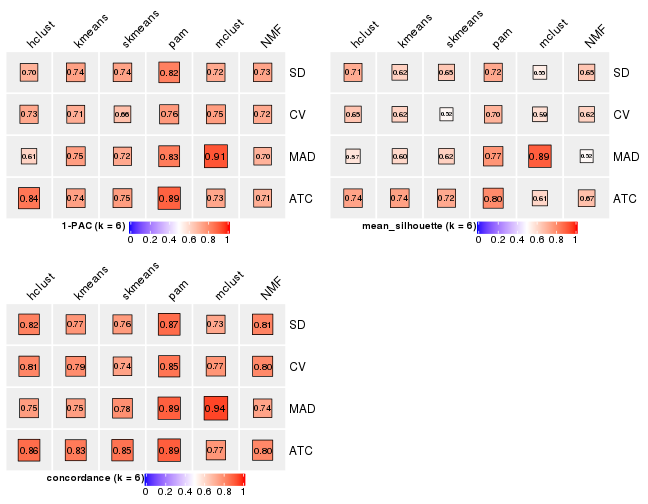 hclust kmeans skmeans pam mclust NMF
0.70 0.74 0.74 0.82 0.72 0.73 SD
0.73 0.71 0.66 0.76 0.75 0.72 CV
0.61 0.75 0.72 0.83 0.91 0.70 MAD
0.84 0.74 0.75 0.89 0.73 0.71 ATC
1-PAC (k = 6)
0 0.2 0.4 0.6 0.8 1
hclust kmeans skmeans pam mclust NMF
0.71 0.62 0.65 0.72 0.55 0.65 SD
0.65 0.62 0.52 0.70 0.59 0.62 CV
0.57 0.60 0.62 0.77 0.89 0.52 MAD
0.74 0.74 0.72 0.80 0.61 0.67 ATC
mean_silhouette (k = 6)
0 0.2 0.4 0.6 0.8 1
hclust kmeans skmeans pam mclust NMF
0.82 0.77 0.76 0.87 0.73 0.81 SD
0.81 0.79 0.74 0.85 0.77 0.80 CV
0.75 0.75 0.78 0.89 0.94 0.74 MAD
0.86 0.83 0.85 0.89 0.77 0.80 ATC
concordance (k = 6)
0 0.2 0.4 0.6 0.8 1